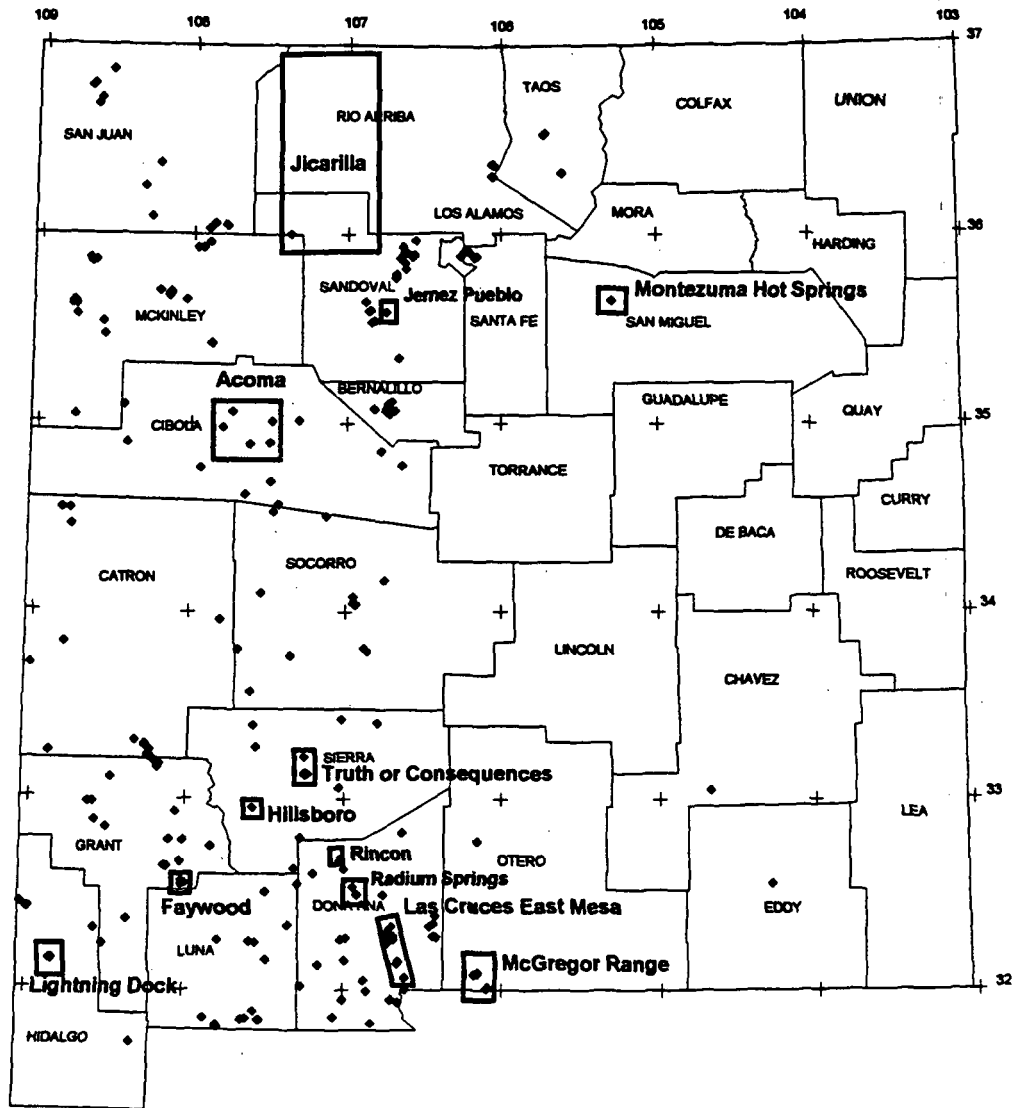 109
108
107
106
105
104
103
37
TAOS
COLFAX
UNION
SAN JUAN
RIO ARRIBA
Jicarilla
LOS ALAMOS
MORA
36
HARDING
SANDOVAL
Jemez Pueblo
Montezuma Hot Springs
MCKINLEY
SANTA FE
SAN MIGUEL
Acoma
BERNALILLO
GUADALUPE
QUAY
35
CIBOLA
TORRANCE
CURRY
DE BACA
CATRON
SOCORRO
ROOSEVELT
34
LINCOLN
CHAVEZ
SIERRA
Truth or Consequences
33
Hillsboro
LEA
GRANT
Rincon
OTERO
Radium Springs
Faywood
DONA ANA
Las Cruces East Mesa
EDDY
LUNA
McGregor Range
Lightning Dock
32
HIDALGO